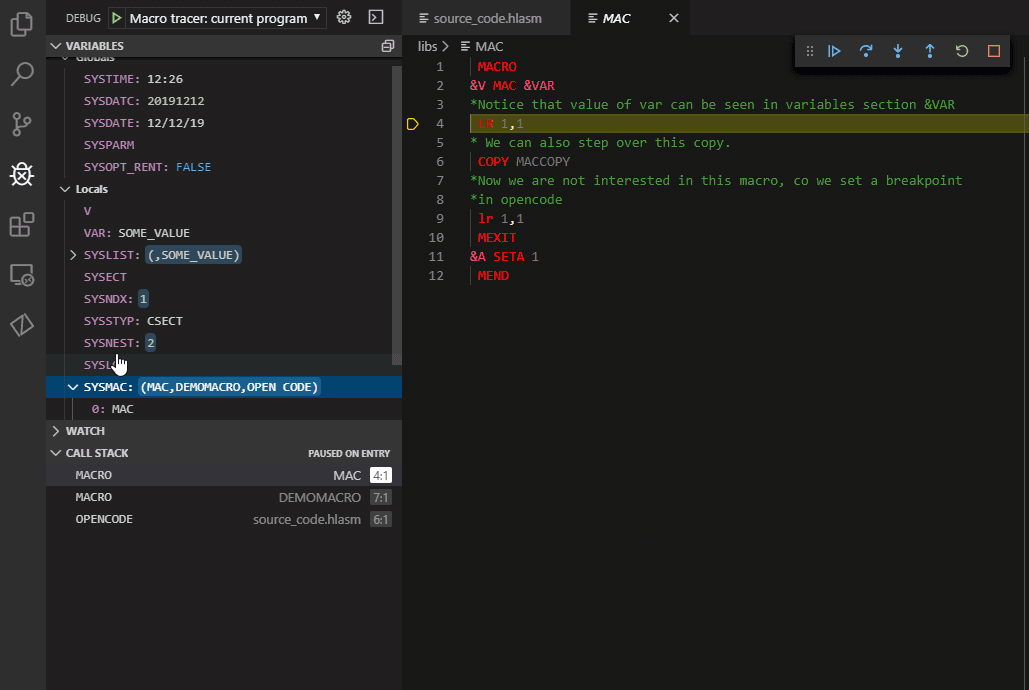 DEBUG Macro tracer: current program
VARIABLES
Globals
SYSTIME: 12:26
SYSDATC: 20191212
SYSDATE: 12/12/19
SYSPARM
SYSOPT_RENT: FALSE
Locals
V
VAR: SOME_VALUE
SYSLIST: (,SOME_VALUE)
SYSECT
SYSNDX: 1
SYSSTYP: CSECT
SYSNEST: 2
SYSMAC: (MAC,DEMOMACRO,OPEN CODE)
0: MAC
WATCH
CALL STACK PAUSED ON ENTRY
MACRO MAC 4:1
MACRO DEMOMACRO 7:1
OPENCODE source_code.hlasm 6:1
source_code.hlasm MAC
libs > MAC
1 MACRO
2 &V MAC &VAR
3 *Notice that value of var can be seen in variables section &VAR
4 LR 1,1
5 * We can also step over this copy.
6 COPY MACCOPY
7 *Now we are not interested in this macro, co we set a breakpoint
8 *in opencode
9 lr 1,1
10 MEXIT
11 &A SETA 1
12 MEND